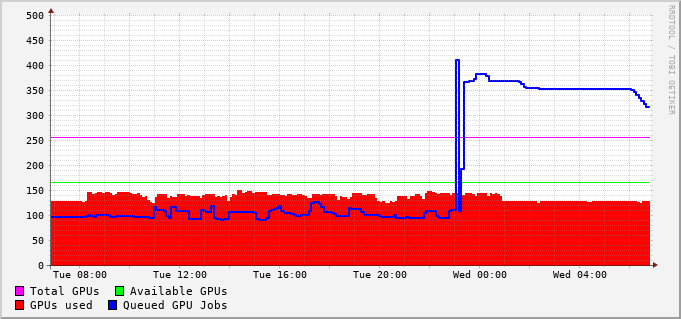 500
450
400
350
300
250
200
150
100
50
0
Tue 08:00 Tue 12:00 Tue 16:00 Tue 20:00 Wed 00:00 Wed 04:00
Total GPUs Available GPUs
GPUs used Queued GPU Jobs
RRDTOOL / TOBI OETIKER